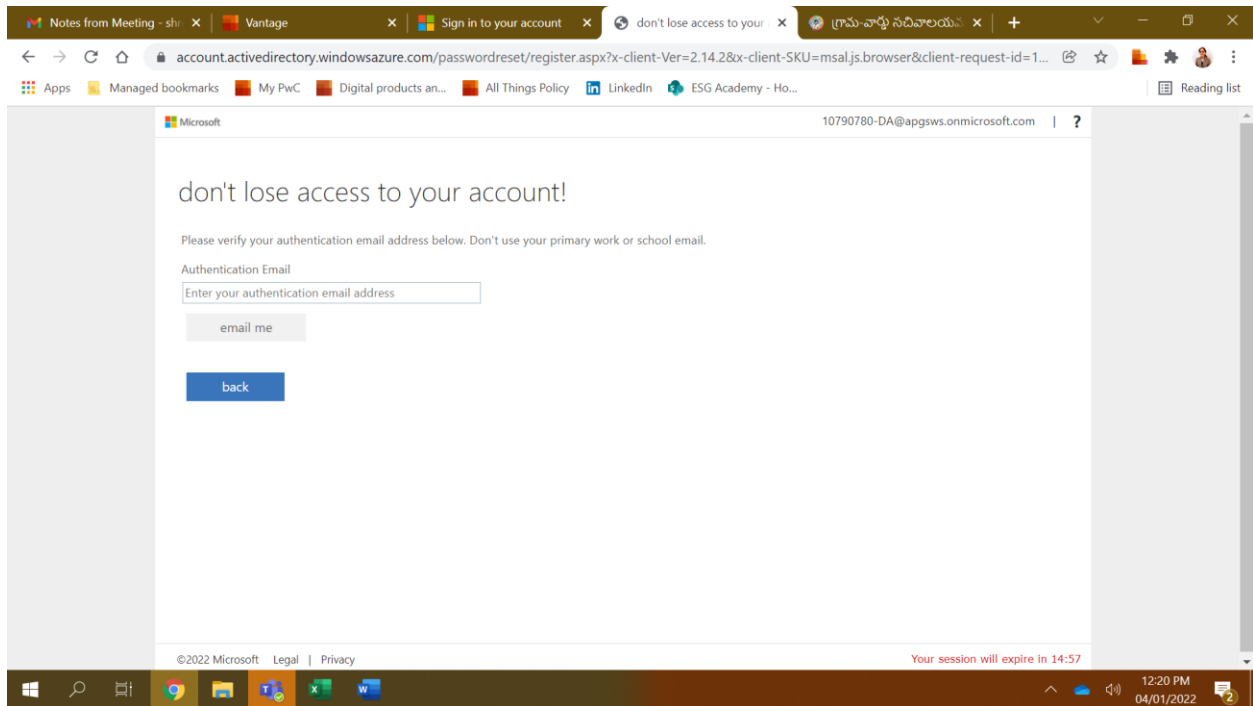 Notes from Meeting - shr
Vantage
Sign in to your account
don't lose access to your
గ్రామ-వార్డు సచివాలయ
account.activedirectory.windowsazure.com/passwordreset/register.aspx?x-client-Ver=2.14.2&x-client-SKU=msal.js.browser&client-request-id=1...
Apps Managed bookmarks My PwC Digital products an... All Things Policy LinkedIn ESG Academy - Ho... Reading list
Microsoft 10790780-DA@apgsws.onmicrosoft.com | ?
don't lose access to your account!
Please verify your authentication email address below. Don't use your primary work or school email.
Authentication Email
Enter your authentication email address
email me
back
©2022 Microsoft Legal | Privacy Your session will expire in 14:57
12:20 PM
04/01/2022
2